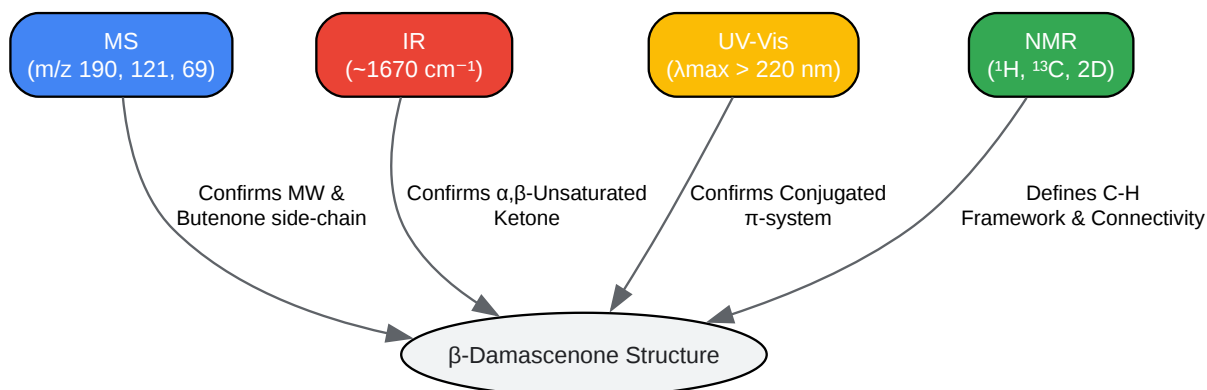 MS
(m/z 190, 121, 69)
IR
(~1670 cm⁻¹)
UV-Vis
(λmax > 220 nm)
NMR
(¹H, ¹³C, 2D)
Confirms MW &
Butenone side-chain
Confirms α,β-Unsaturated
Ketone
Confirms Conjugated
π-system
Defines C-H
Framework & Connectivity
β-Damascenone Structure